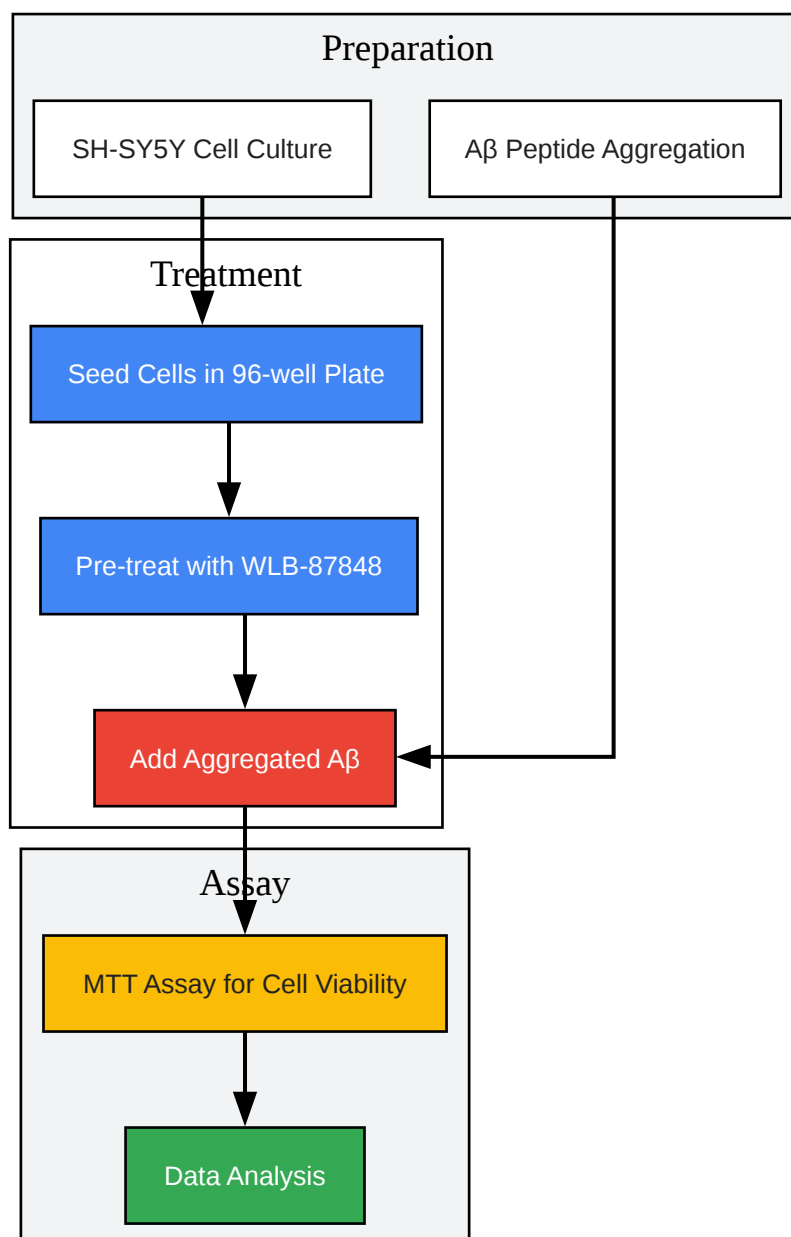 Preparation
SH-SY5Y Cell Culture
Aβ Peptide Aggregation
Treatment
Seed Cells in 96-well Plate
Pre-treat with WLB-87848
Add Aggregated Aβ
Assay
MTT Assay for Cell Viability
Data Analysis